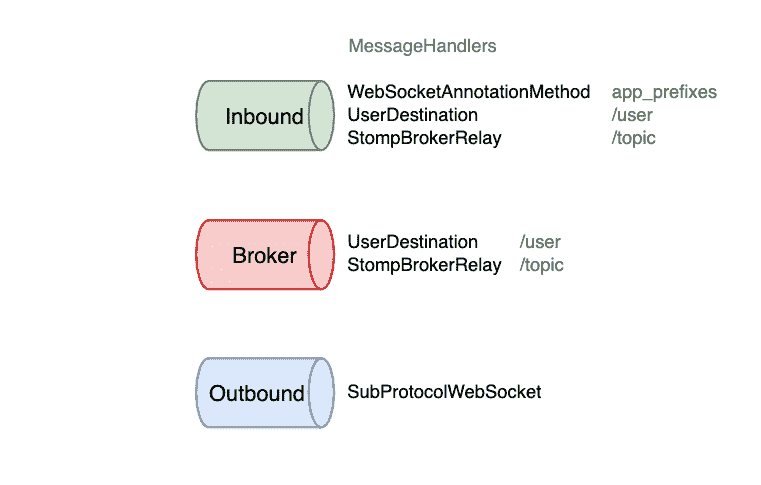 MessageHandlers
Inbound
WebSocketAnnotationMethod app_prefixes
UserDestination /user
StompBrokerRelay /topic
Broker
UserDestination /user
StompBrokerRelay /topic
Outbound
SubProtocolWebSocket